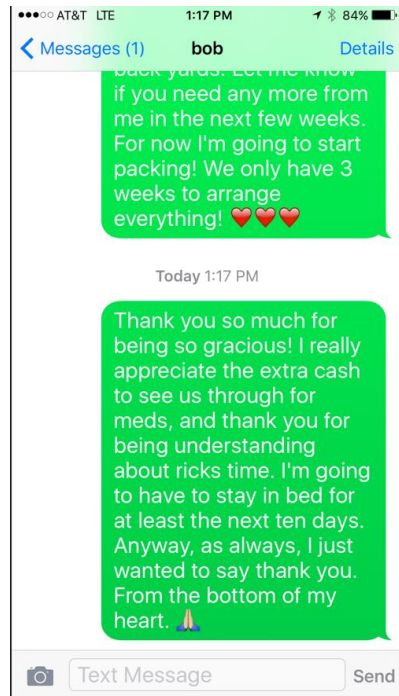 AT&T LTE 1:17 PM 84%
Messages (1) bob Details
back yards. Let me know
if you need any more from
me in the next few weeks.
For now I'm going to start
packing! We only have 3
weeks to arrange
everything! ❤️❤️❤️
Today 1:17 PM
Thank you so much for
being so gracious! I really
appreciate the extra cash
to see us through for
meds, and thank you for
being understanding
about ricks time. I'm going
to have to stay in bed for
at least the next ten days.
Anyway, as always, I just
wanted to say thank you.
From the bottom of my
heart. 🙏🏼
Text Message Send